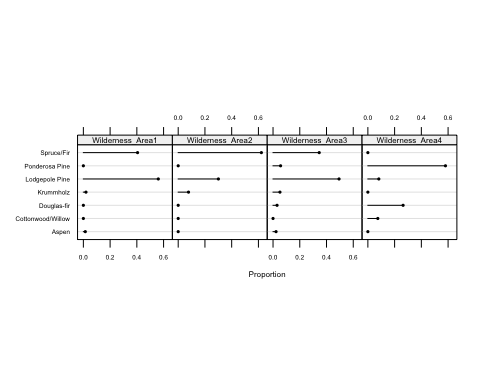 0.0 0.2 0.4 0.6 0.0 0.2 0.4 0.6
Wilderness_Area1 Wilderness_Area2 Wilderness_Area3 Wilderness_Area4
Spruce/Fir
Ponderosa Pine
Lodgepole Pine
Krummholz
Douglas-fir
Cottonwood/Willow
Aspen
0.0 0.2 0.4 0.6 0.0 0.2 0.4 0.6
Proportion